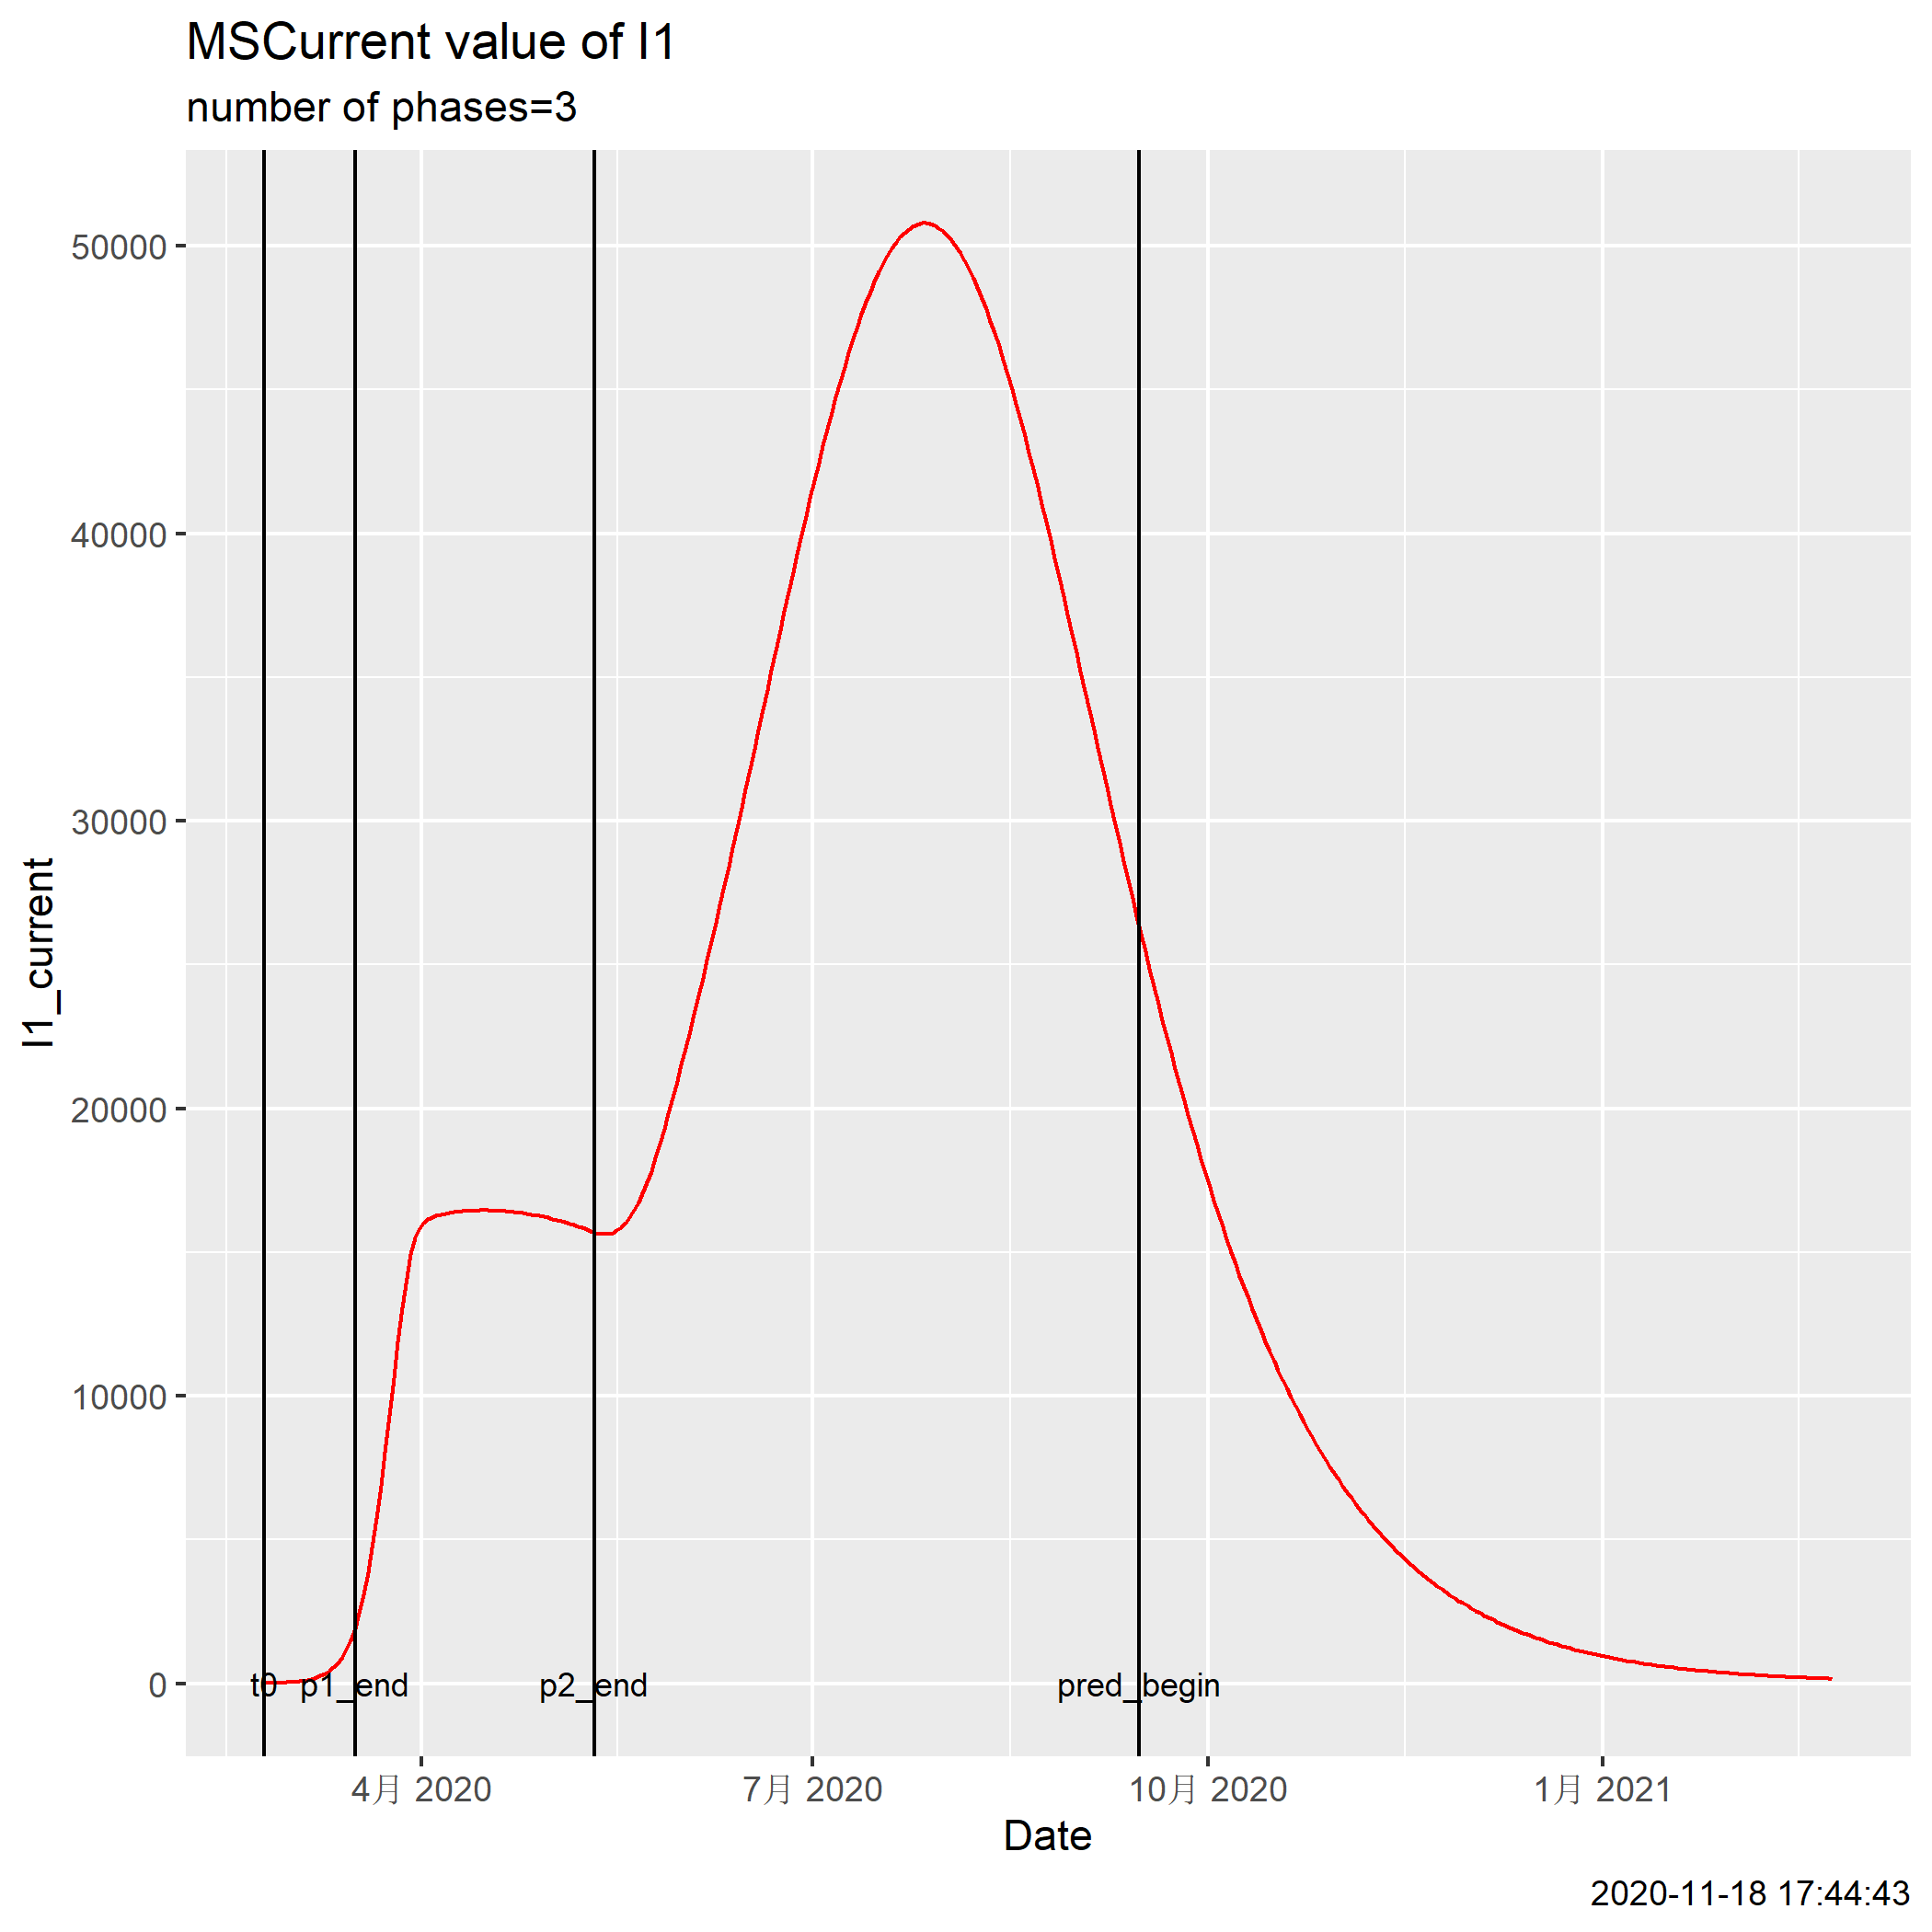 MSCurrent value of I1
number of phases=3
50000
40000
30000
20000
10000
0
I1_current
t0
p1_end
p2_end
pred_begin
4月 2020
7月 2020
10月 2020
1月 2021
Date
2020-11-18 17:44:43